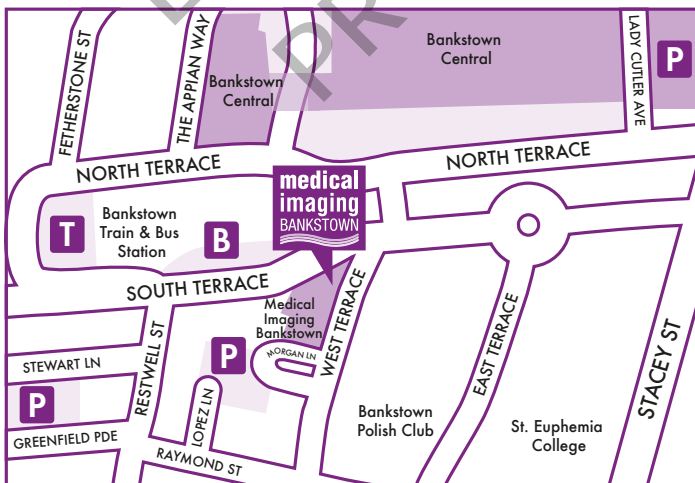 FETHERSTONE ST
THE APPIAN WAY
Bankstown
Central
Bankstown
Central
LADY CUTLER AVE
P
NORTH TERRACE
NORTH TERRACE
medical
imaging
BANKSTOWN
T
Bankstown
Train & Bus
Station
B
SOUTH TERRACE
Medical
Imaging
Bankstown
WEST TERRACE
MORGAN LN
EAST TERRACE
STACEY ST
STEWART LN
RESTWELL ST
P
P
LOPEZ LN
GREENFIELD PDE
RAYMOND ST
Bankstown
Polish Club
St. Euphemia
College